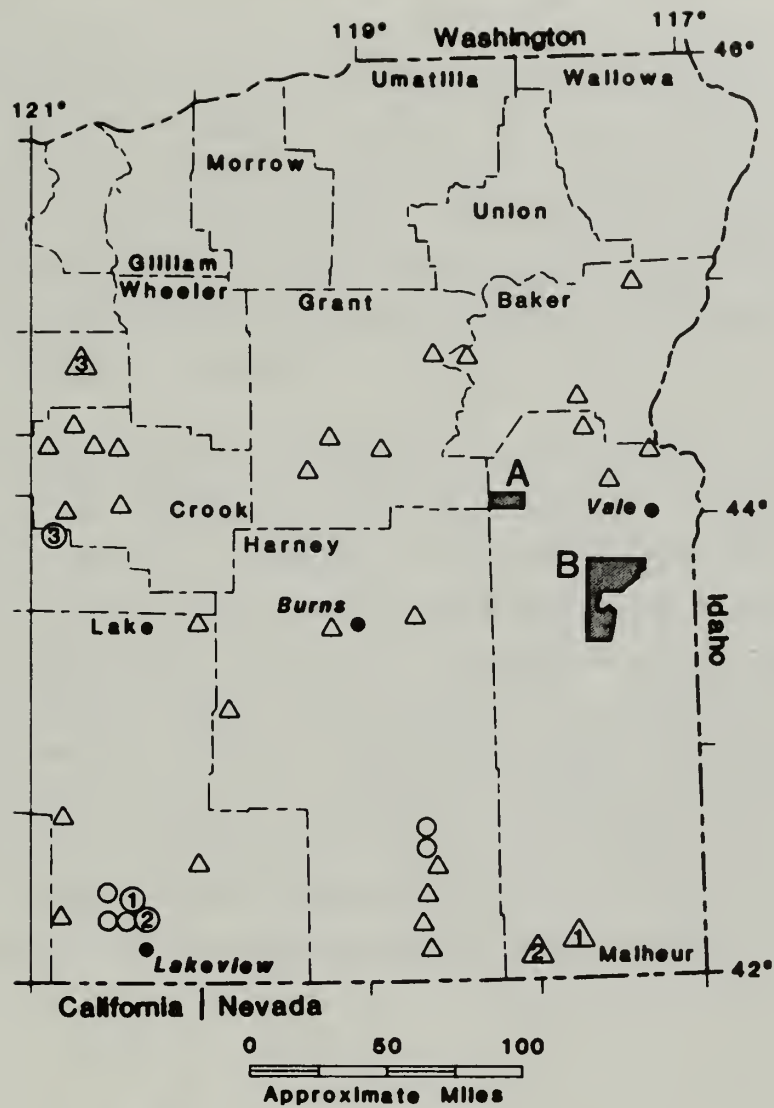 119°
Washington
117°
46°
121°
Umatilla
Wallowa
Morrow
Union
Gilliam
Wheeler
Grant
Baker
3
A
Vale
44°
Crook
3
Harney
B
Burns
Idaho
Lake
1
2
1
2
Malheur
Lakeview
42°
California | Nevada
0 50 100
Approximate Miles